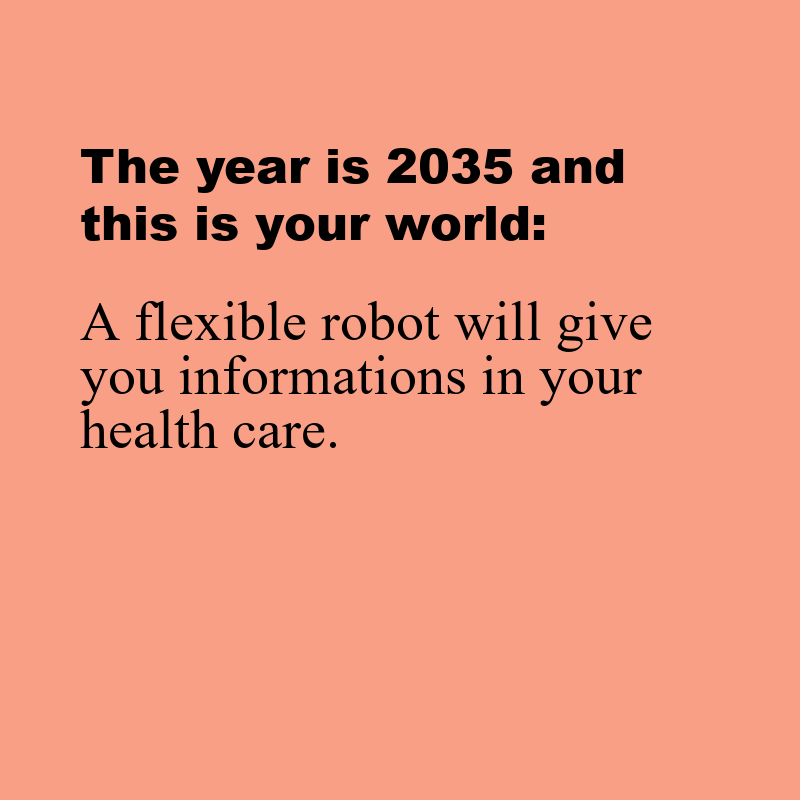 The year is 2035 and
this is your world:
A flexible robot will give
you informations in your
health care.